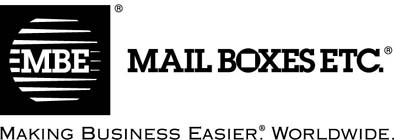 ®
MBE MAIL BOXES ETC.®
MAKING BUSINESS EASIER.® WORLDWIDE.